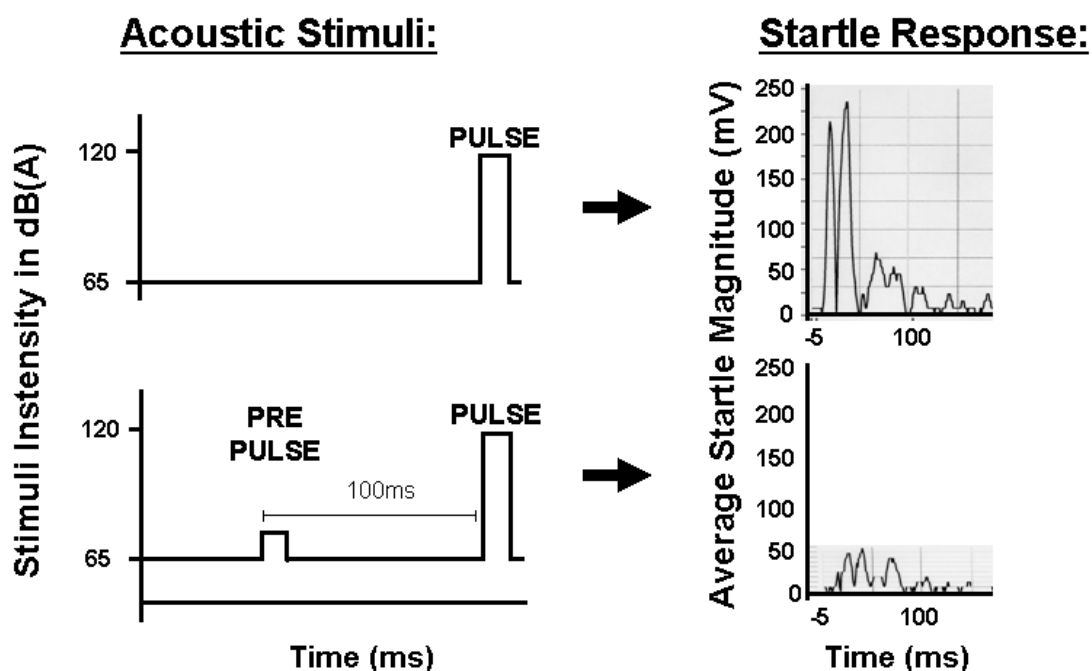 Acoustic Stimuli:
Startle Response:
Stimuli Instensity in dB(A)
120
65
PULSE
Average Startle Magnitude (mV)
250
200
150
100
50
0
-5
100
120
65
PRE
PULSE
100ms
PULSE
250
200
150
100
50
0
-5
100
Time (ms)
Time (ms)